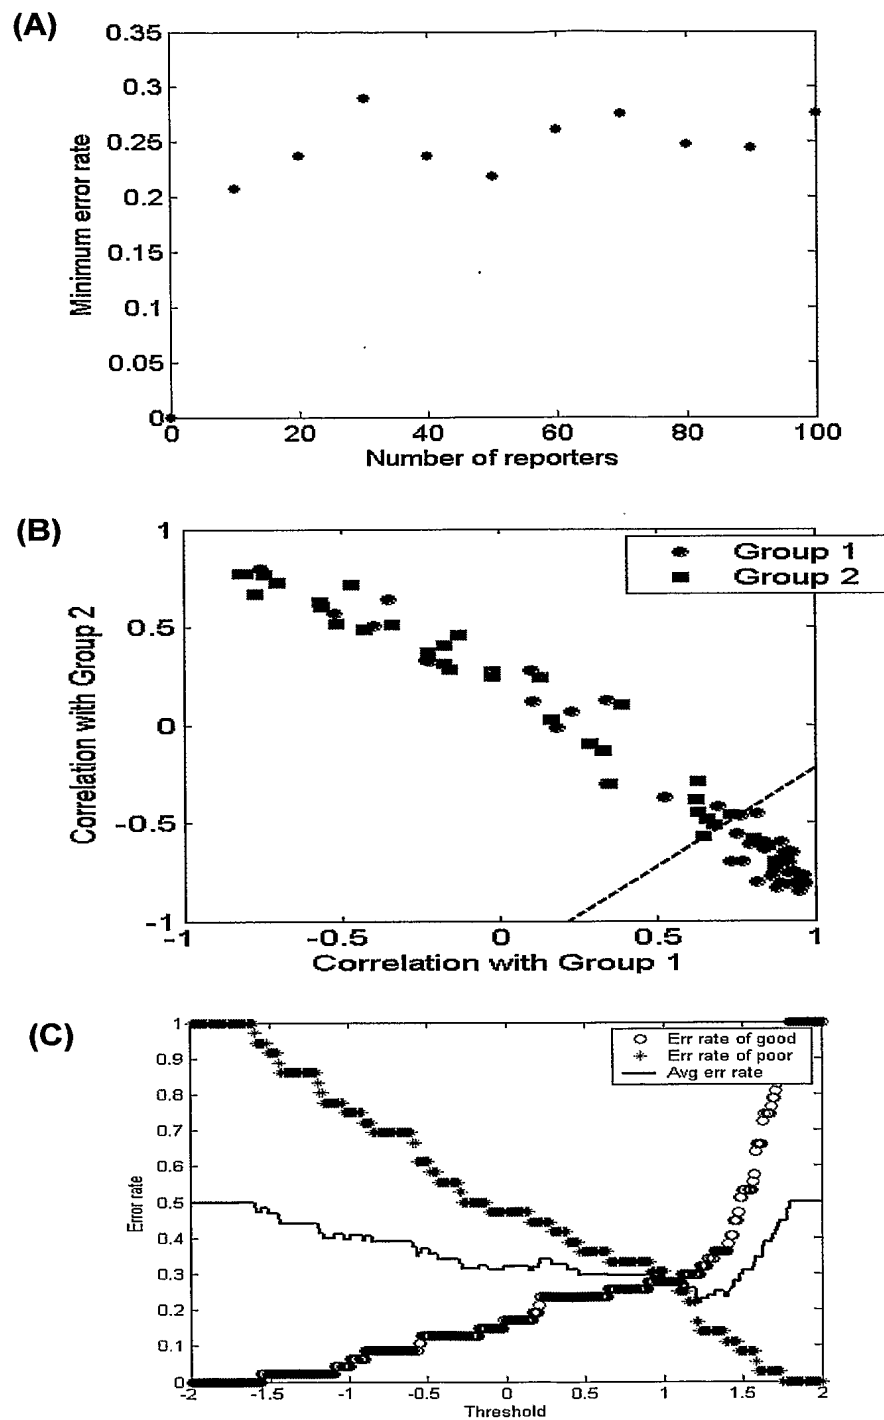 (A)
0.35
0.3
0.25
0.2
0.15
0.1
0.05
0
Minimum error rate
0 20 40 60 80 100
Number of reporters
(B)
1
0.5
0
-0.5
-1
Correlation with Group 2
Group 1
Group 2
-1 -0.5 0 0.5 1
Correlation with Group 1
(C)
1
0.9
0.8
0.7
0.6
0.5
0.4
0.3
0.2
0.1
0
Error rate
Err rate of good
Err rate of poor
Avg err rate
-2 -1.5 -1 -0.5 0 0.5 1 1.5 2
Threshold